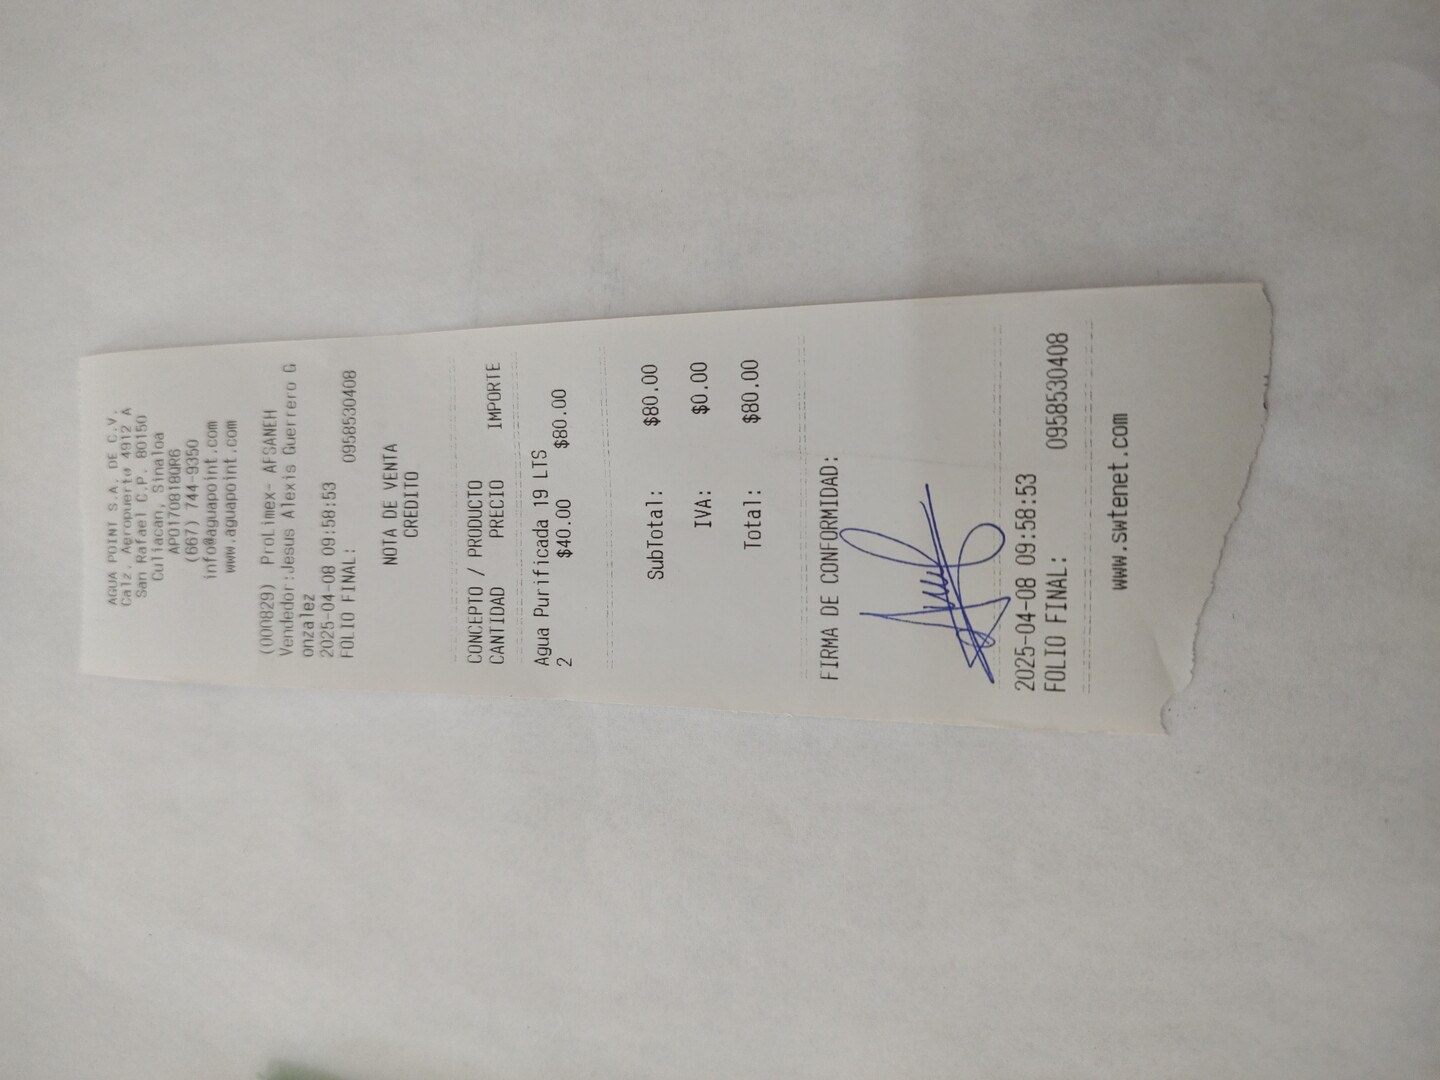 AGUA POINT S.A. DE C.V.
Calz. Aeropuerto 4912 A
San Rafael C.P. 80150
Culiacan, Sinaloa
APO170818QR6
(667) 744-9350
info@aguapoint.com
www.aguapoint.com
(000829) ProLimex- AFSANEH
Vendedor:Jesus Alexis Guerrero G
onzalez
2025-04-08 09:58:53
FOLIO FINAL: 0958530408
NOTA DE VENTA
CREDITO
CONCEPTO / PRODUCTO
CANTIDAD PRECIO IMPORTE
Agua Purificada 19 LTS
2 $40.00 $80.00
SubTotal: $80.00
IVA: $0.00
Total: $80.00
FIRMA DE CONFORMIDAD:
2025-04-08 09:58:53
FOLIO FINAL: 0958530408
www.swtenet.com